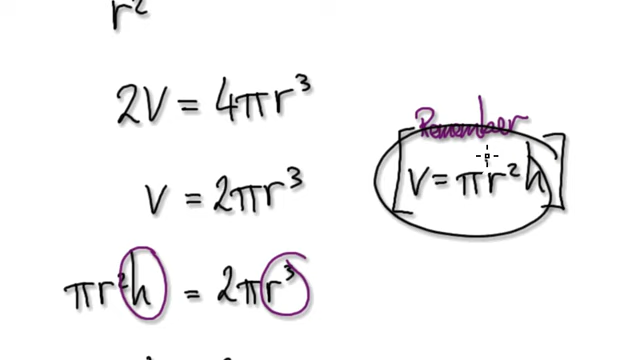 r²
2V = 4πr³
Remember
V = 2πr³
V = πr²h
πr²h = 2πr³